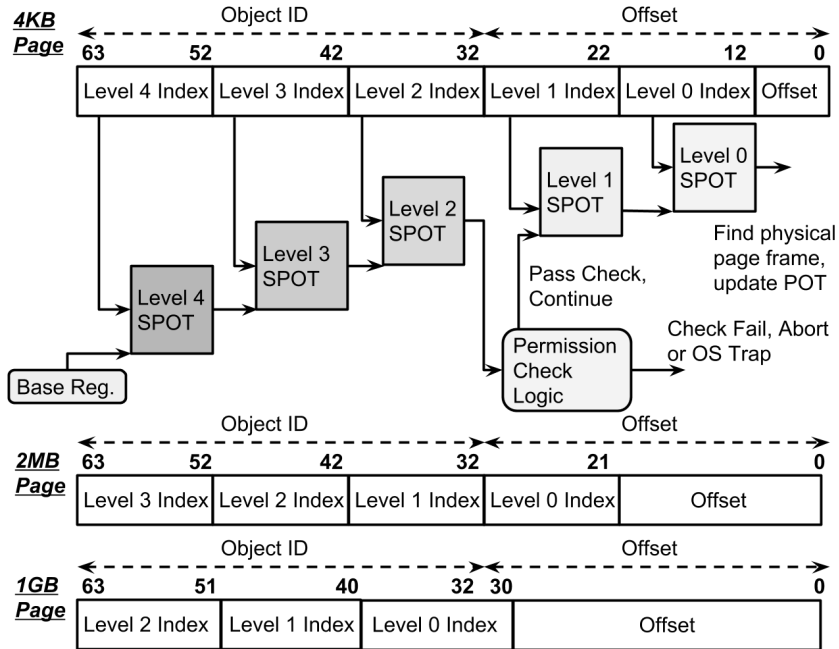 4KB Page
Object ID
Offset
63 52 42 32 22 12 0
Level 4 Index Level 3 Index Level 2 Index Level 1 Index Level 0 Index Offset
Level 4 SPOT
Level 3 SPOT
Level 2 SPOT
Level 1 SPOT
Level 0 SPOT
Base Reg.
Find physical
page frame,
update POT
Pass Check,
Continue
Permission
Check
Logic
Check Fail, Abort
or OS Trap
2MB Page
Object ID
Offset
63 52 42 32 21 0
Level 3 Index Level 2 Index Level 1 Index Level 0 Index Offset
1GB Page
Object ID
Offset
63 51 40 32 30 0
Level 2 Index Level 1 Index Level 0 Index Offset